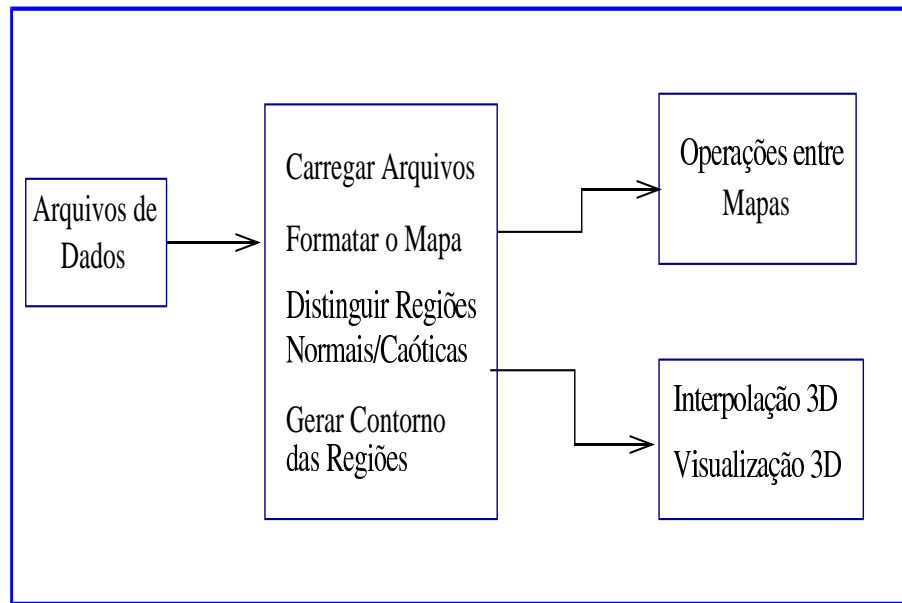 Arquivos de
Dados
Carregar Arquivos
Formatar o Mapa
Distinguir Regiões
Normais/Caóticas
Gerar Contorno
das Regiões
Operações entre
Mapas
Interpolação 3D
Visualização 3D